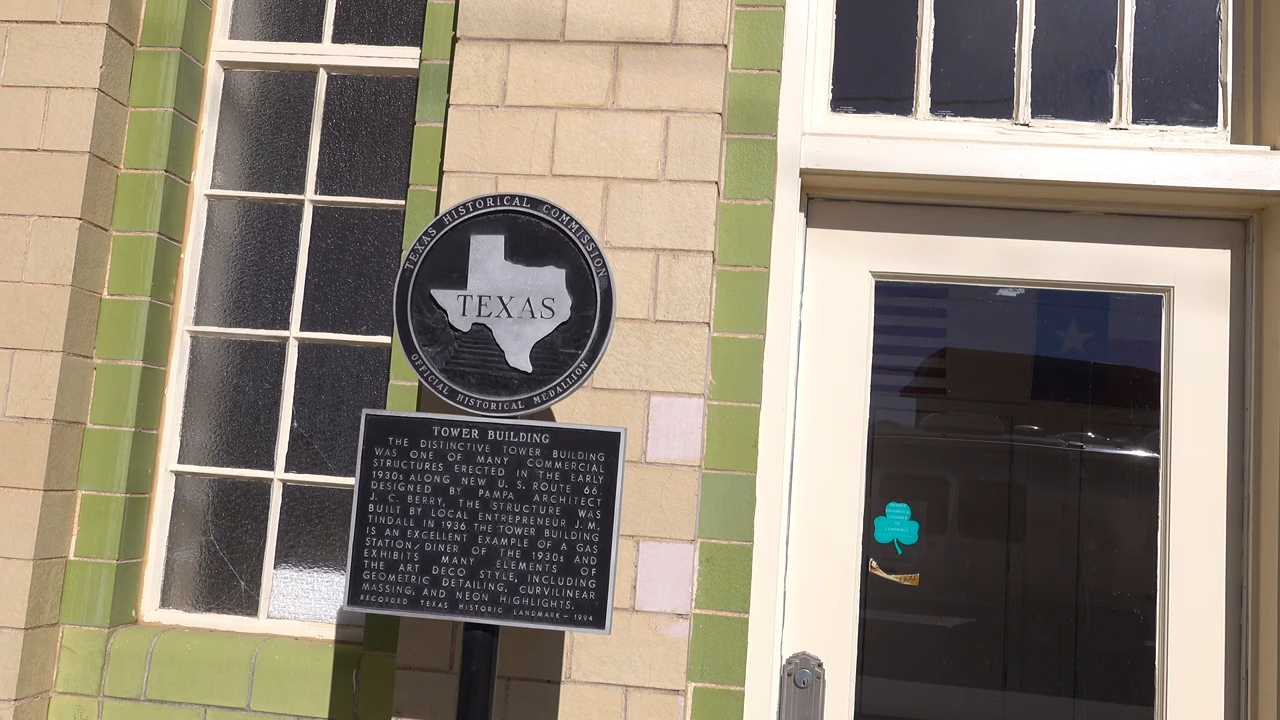 TEXAS HISTORICAL COMMISSION
TEXAS
OFFICIAL HISTORICAL MEDALLION
TOWER BUILDING
THE DISTINCTIVE TOWER BUILDING
WAS ONE OF MANY COMMERCIAL
STRUCTURES ERECTED IN THE EARLY
1930s ALONG NEW U. S. ROUTE 66.
DESIGNED BY PAMPA ARCHITECT
J. C. BERRY, THE STRUCTURE WAS
BUILT BY LOCAL ENTREPRENEUR J. M.
TINDALL IN 1936. THE TOWER BUILDING
IS AN EXCELLENT EXAMPLE OF A GAS
STATION/DINER OF THE 1930s AND
EXHIBITS MANY ELEMENTS OF
THE ART DECO STYLE, INCLUDING
GEOMETRIC DETAILING, CURVILINEAR
MASSING, AND NEON HIGHLIGHTS.
RECORDED TEXAS HISTORIC LANDMARK — 1994